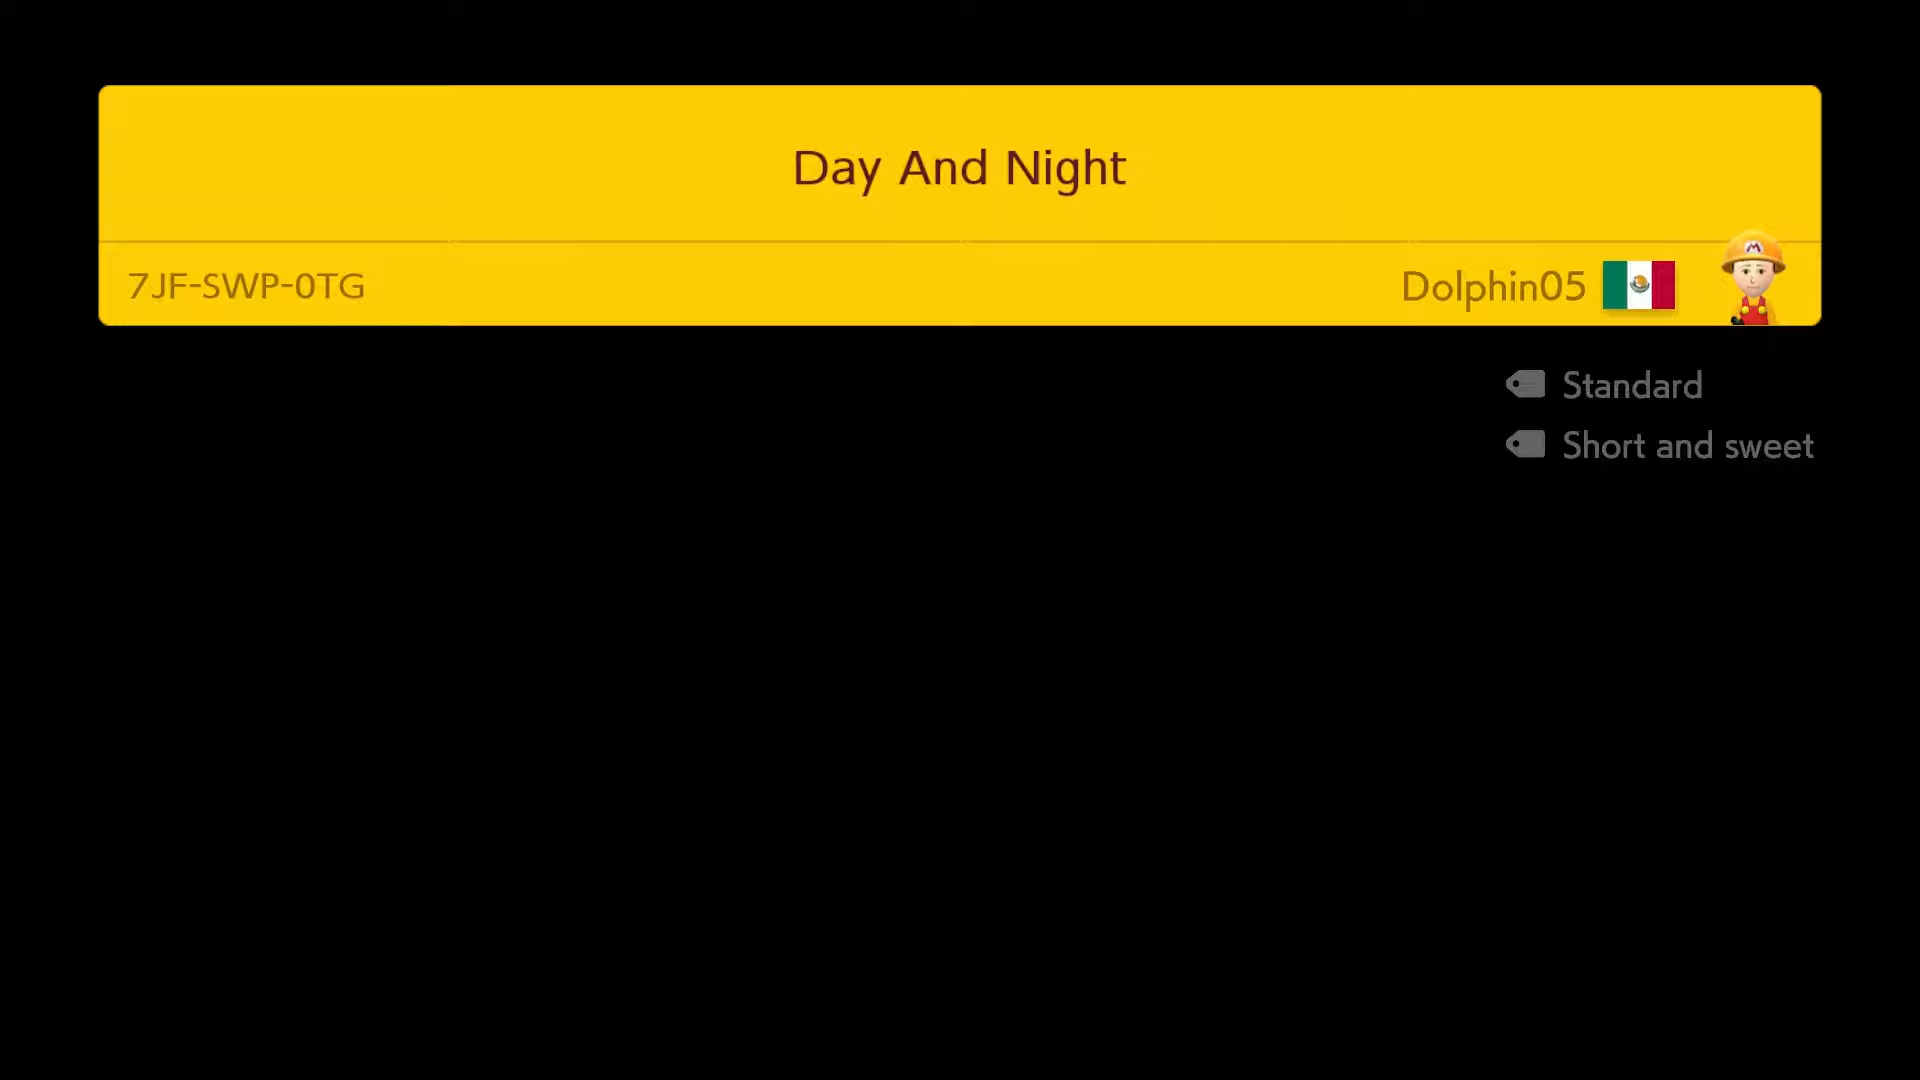 Day And Night
7JF-SWP-0TG
Dolphin05
Standard
Short and sweet